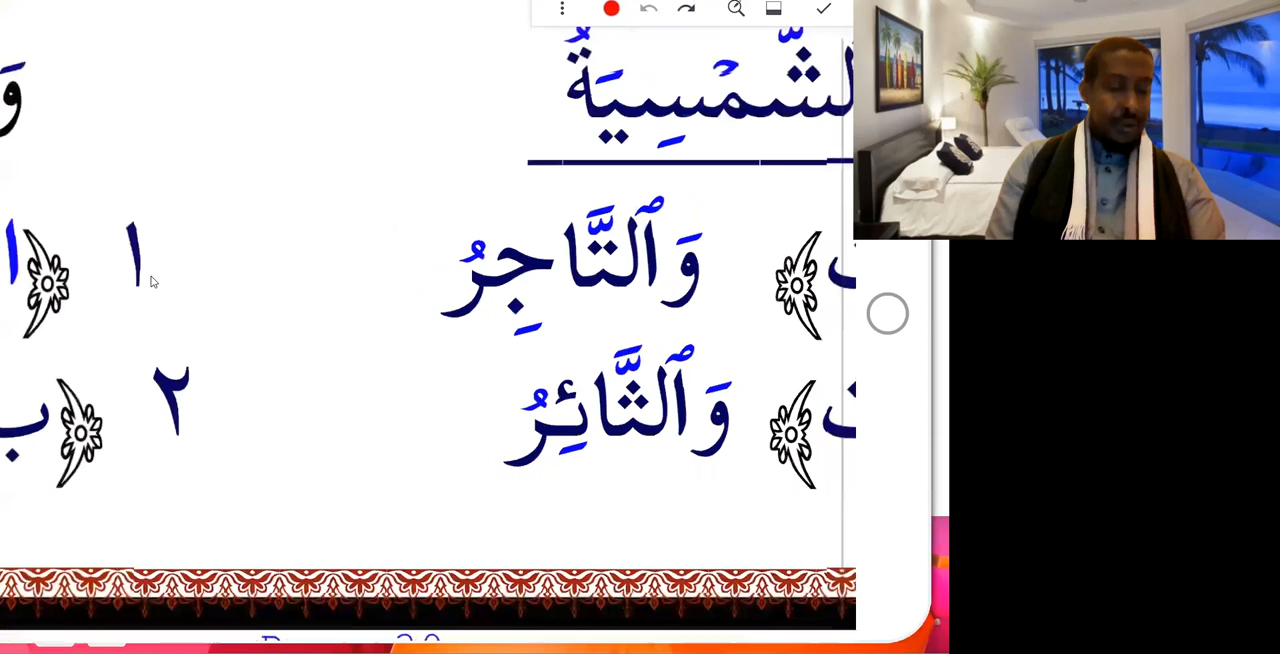 الشَّمْسِيَةُ
وَٱلتَّاجِرُ ١
وَٱلثَّائِرُ ٢ ب